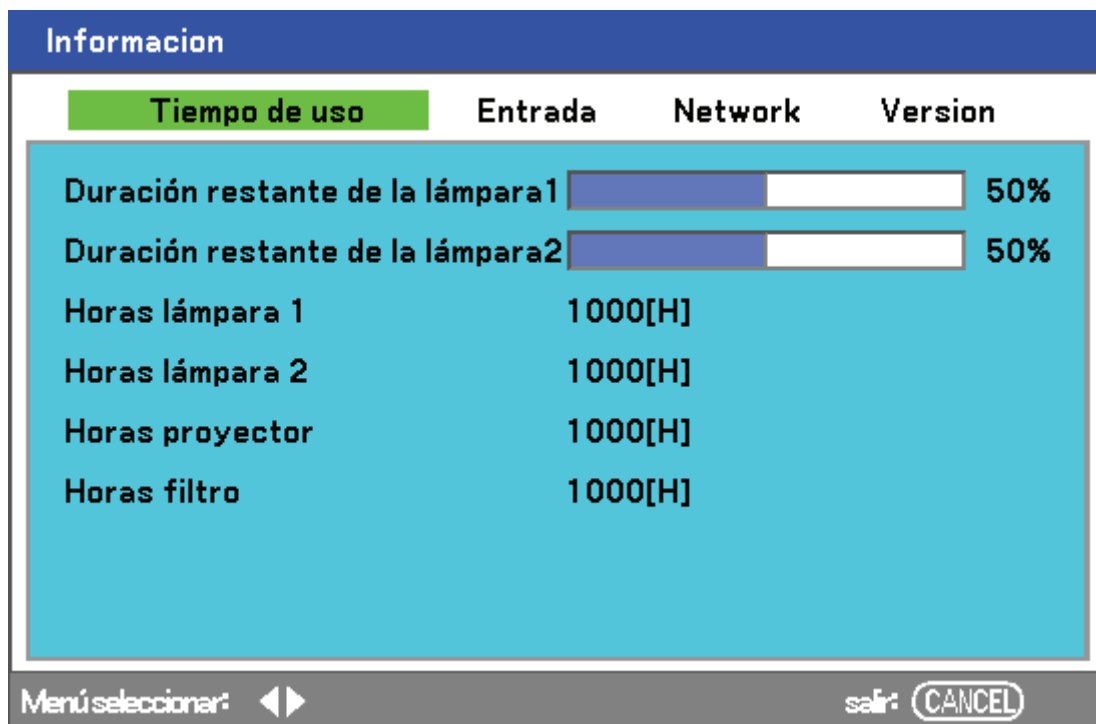 Informacion
Tiempo de uso Entrada Network Version
Duración restante de la lámpara1 50%
Duración restante de la lámpara2 50%
Horas lámpara 1 1000[H]
Horas lámpara 2 1000[H]
Horas proyector 1000[H]
Horas filtro 1000[H]
Menú seleccionar: salir: CANCEL